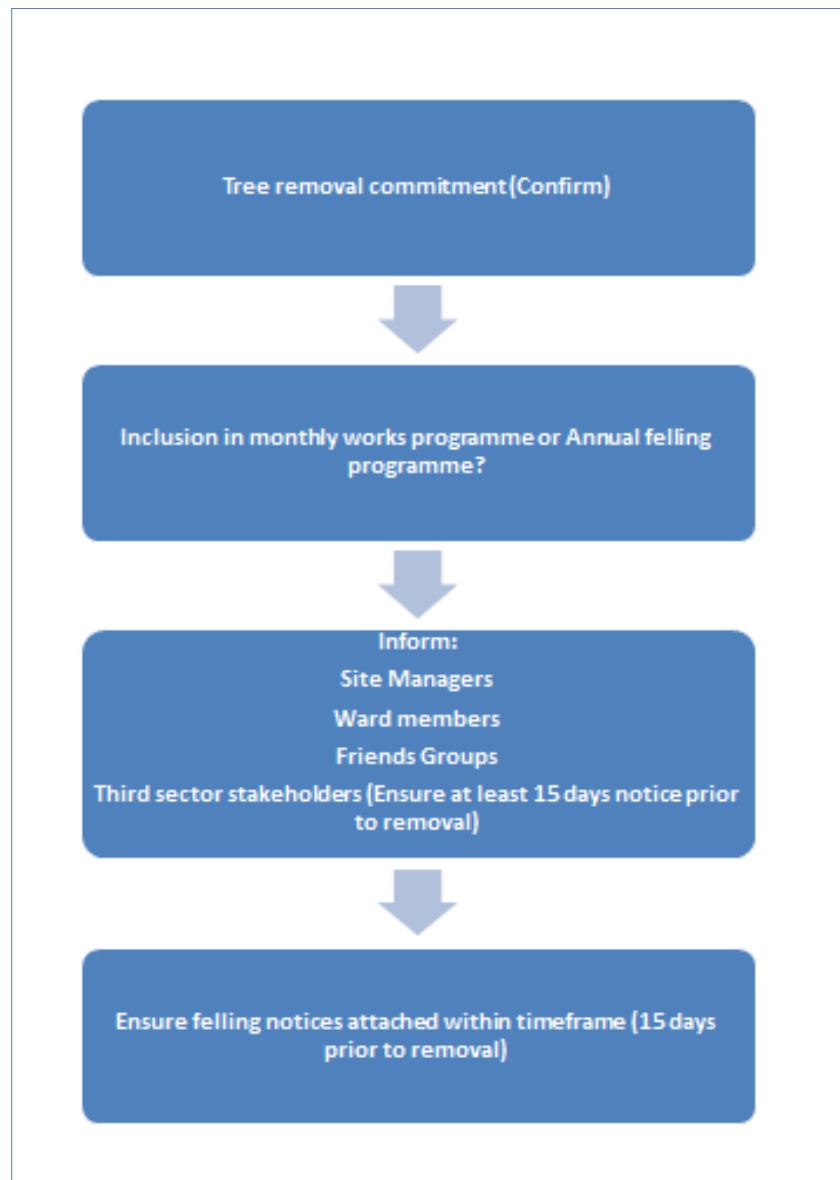 Tree removal commitment (Confirm)
Inclusion in monthly works programme or Annual felling
programme?
Inform:
Site Managers
Ward members
Friends Groups
Third sector stakeholders (Ensure at least 15 days notice prior
to removal)
Ensure felling notices attached within timeframe (15 days
prior to removal)